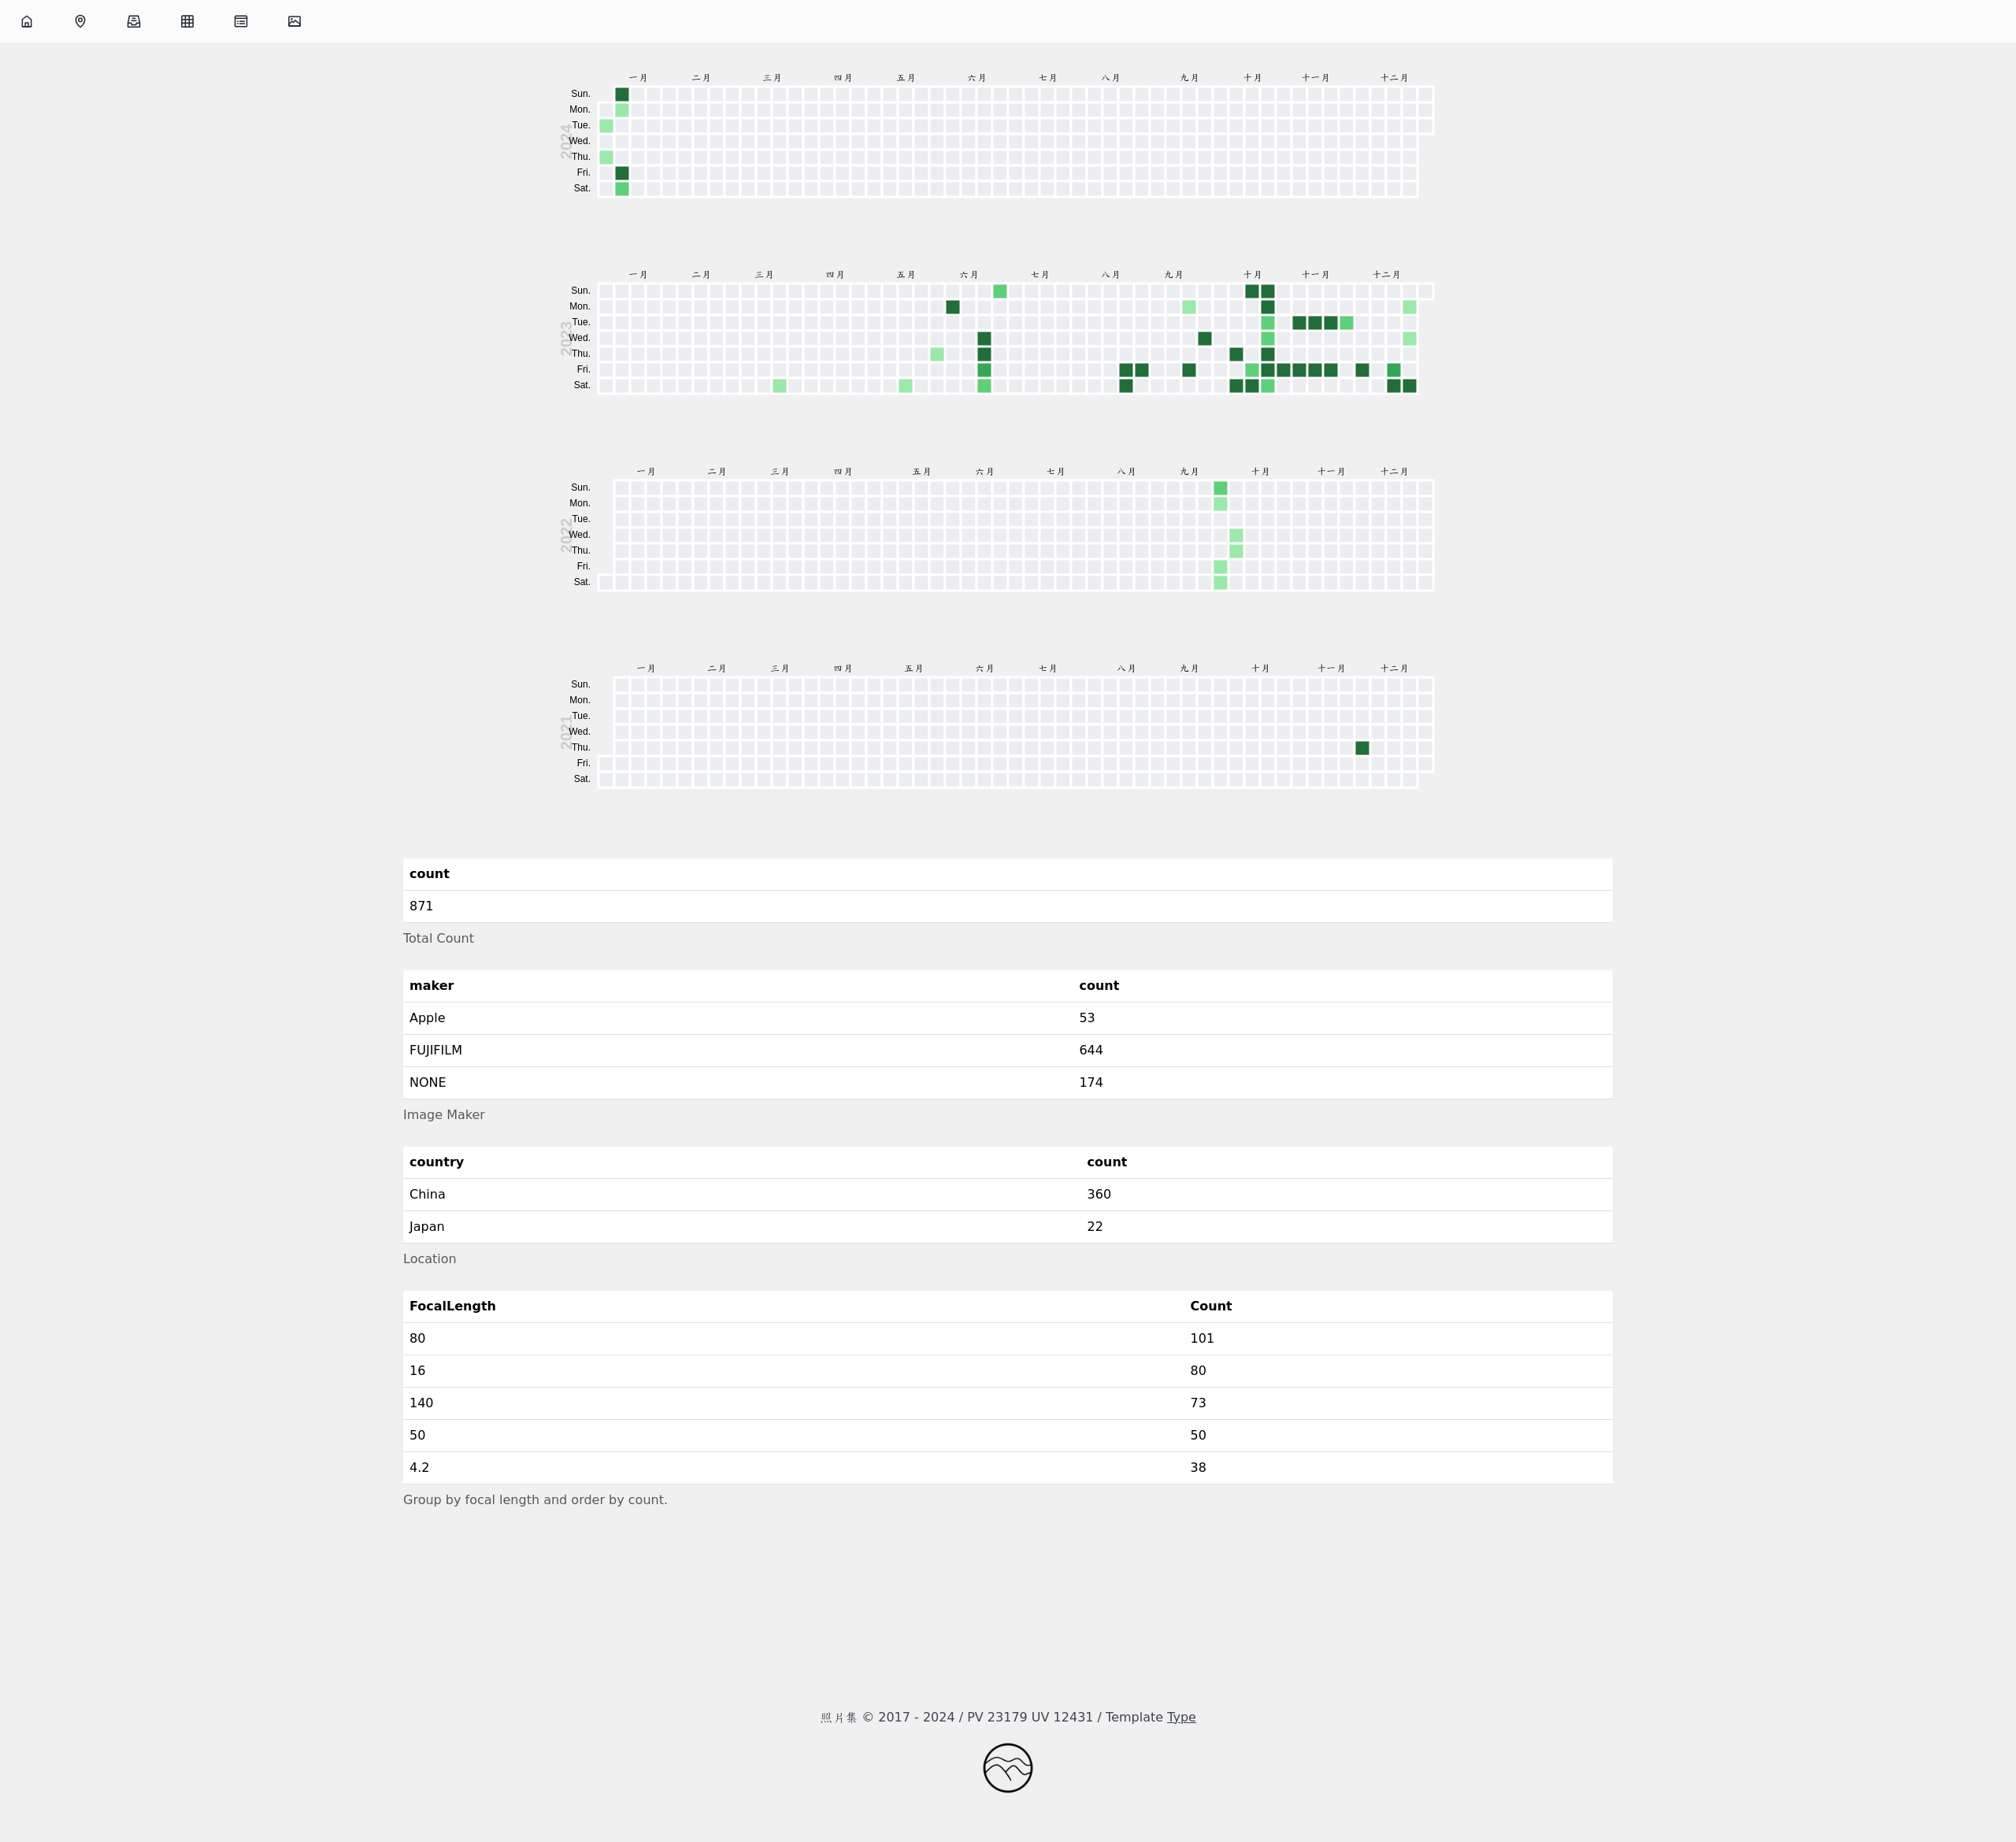 一月 二月 三月 四月 五月 六月 七月 八月 九月 十月 十一月 十二月
2024
Sun.
Mon.
Tue.
Wed.
Thu.
Fri.
Sat.
一月 二月 三月 四月 五月 六月 七月 八月 九月 十月 十一月 十二月
2023
Sun.
Mon.
Tue.
Wed.
Thu.
Fri.
Sat.
一月 二月 三月 四月 五月 六月 七月 八月 九月 十月 十一月 十二月
2022
Sun.
Mon.
Tue.
Wed.
Thu.
Fri.
Sat.
一月 二月 三月 四月 五月 六月 七月 八月 九月 十月 十一月 十二月
2021
Sun.
Mon.
Tue.
Wed.
Thu.
Fri.
Sat.
count
871
Total Count
maker count
Apple 53
FUJIFILM 644
NONE 174
Image Maker
country count
China 360
Japan 22
Location
FocalLength Count
80 101
16 80
140 73
50 50
4.2 38
Group by focal length and order by count.
照片集 © 2017 - 2024 / PV 23179 UV 12431 / Template Type